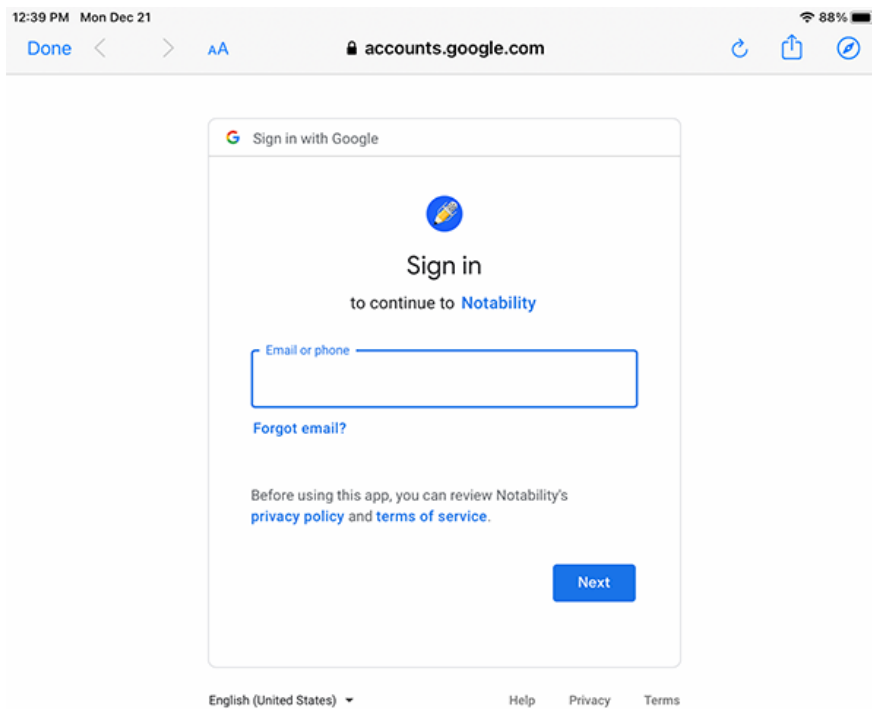 12:39 PM Mon Dec 21 88%
Done AA accounts.google.com
Sign in with Google
Sign in
to continue to Notability
Email or phone
Forgot email?
Before using this app, you can review Notability's
privacy policy and terms of service.
Next
English (United States) Help Privacy Terms